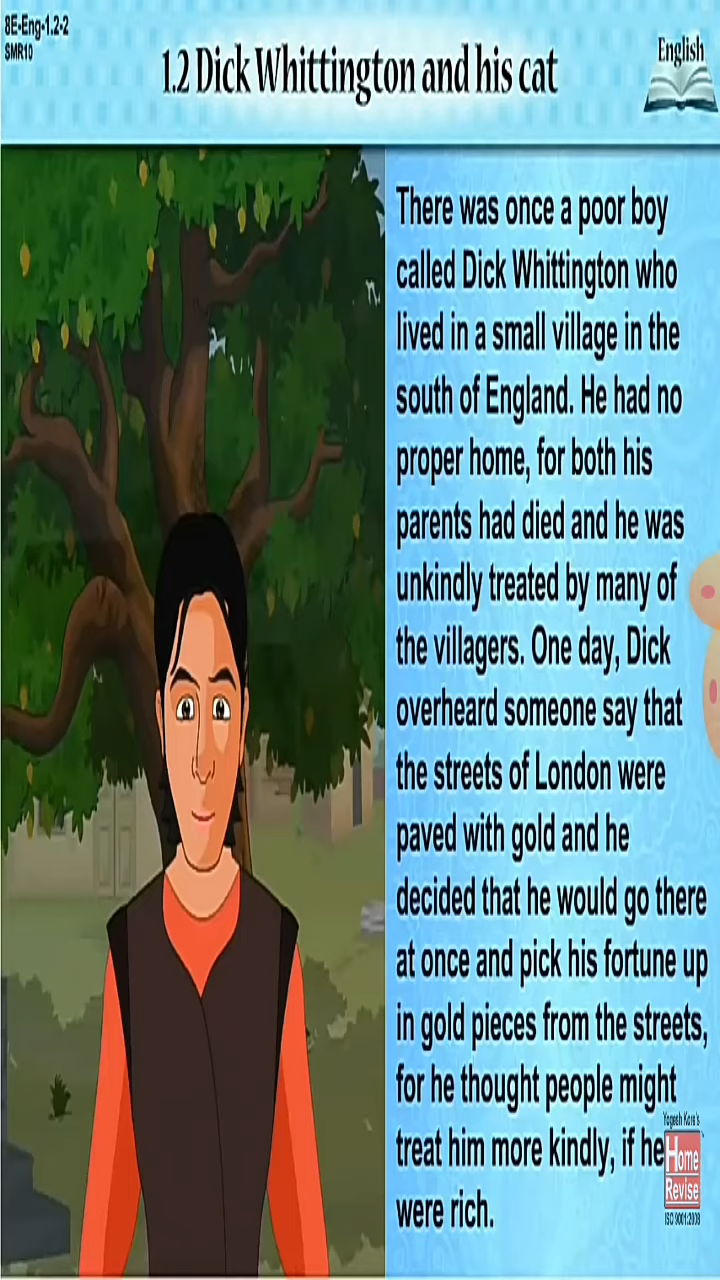 8E-Eng-1.2-2
SMR10
1.2 Dick Whittington and his cat
English
There was once a poor boy
called Dick Whittington who
lived in a small village in the
south of England. He had no
proper home, for both his
parents had died and he was
unkindly treated by many of
the villagers. One day, Dick
overheard someone say that
the streets of London were
paved with gold and he
decided that he would go there
at once and pick his fortune up
in gold pieces from the streets,
for he thought people might
treat him more kindly, if he
were rich.
Yogesh Kore's
Home
Revise
ISO 9001:2008